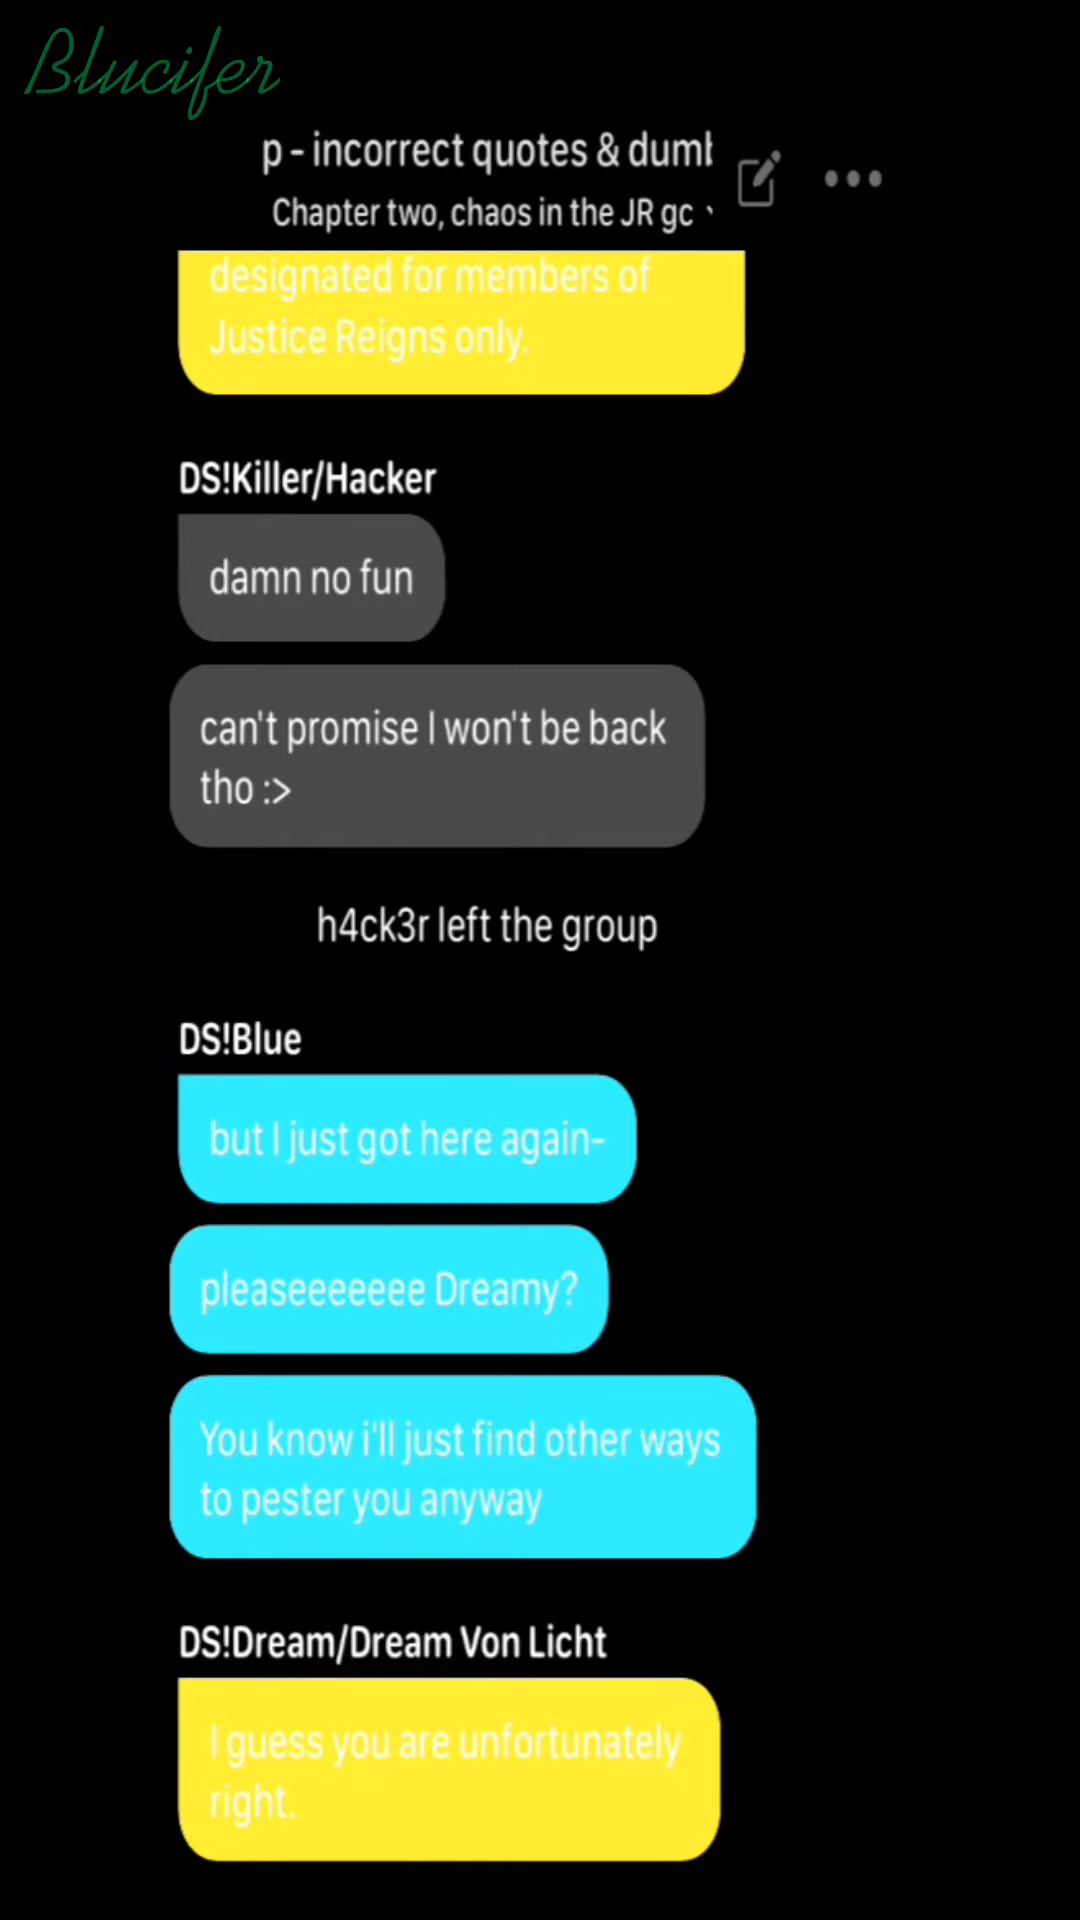 Blucifer
p - incorrect quotes & dum
Chapter two, chaos in the JR gc
designated for members of
Justice Reigns only.
DS!Killer/Hacker
damn no fun
can't promise I won't be back
tho :>
h4ck3r left the group
DS!Blue
but I just got here again-
pleaseeeeeee Dreamy?
You know i'll just find other ways
to pester you anyway
DS!Dream/Dream Von Licht
I guess you are unfortunately
right.